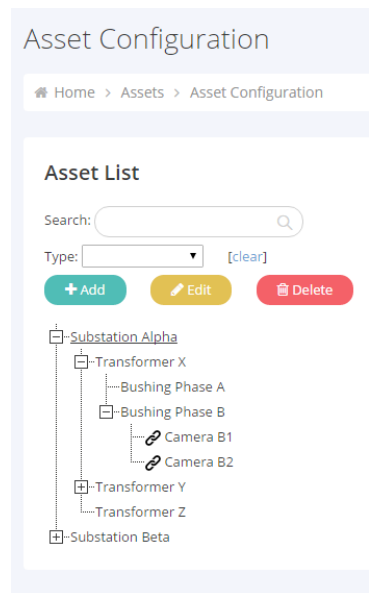 Asset Configuration
Home > Assets > Asset Configuration
Asset List
Search:
Type: [clear]
+ Add Edit Delete
Substation Alpha
Transformer X
Bushing Phase A
Bushing Phase B
Camera B1
Camera B2
Transformer Y
Transformer Z
Substation Beta